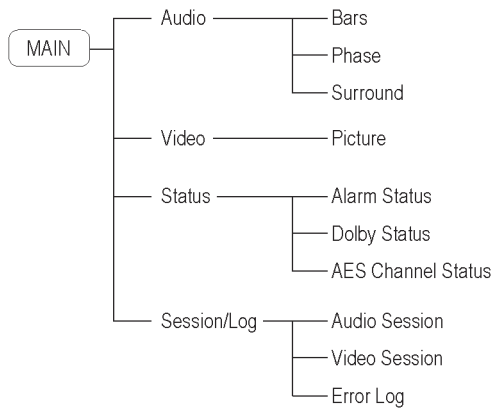 MAIN
Audio
Bars
Phase
Surround
Video
Picture
Status
Alarm Status
Dolby Status
AES Channel Status
Session/Log
Audio Session
Video Session
Error Log